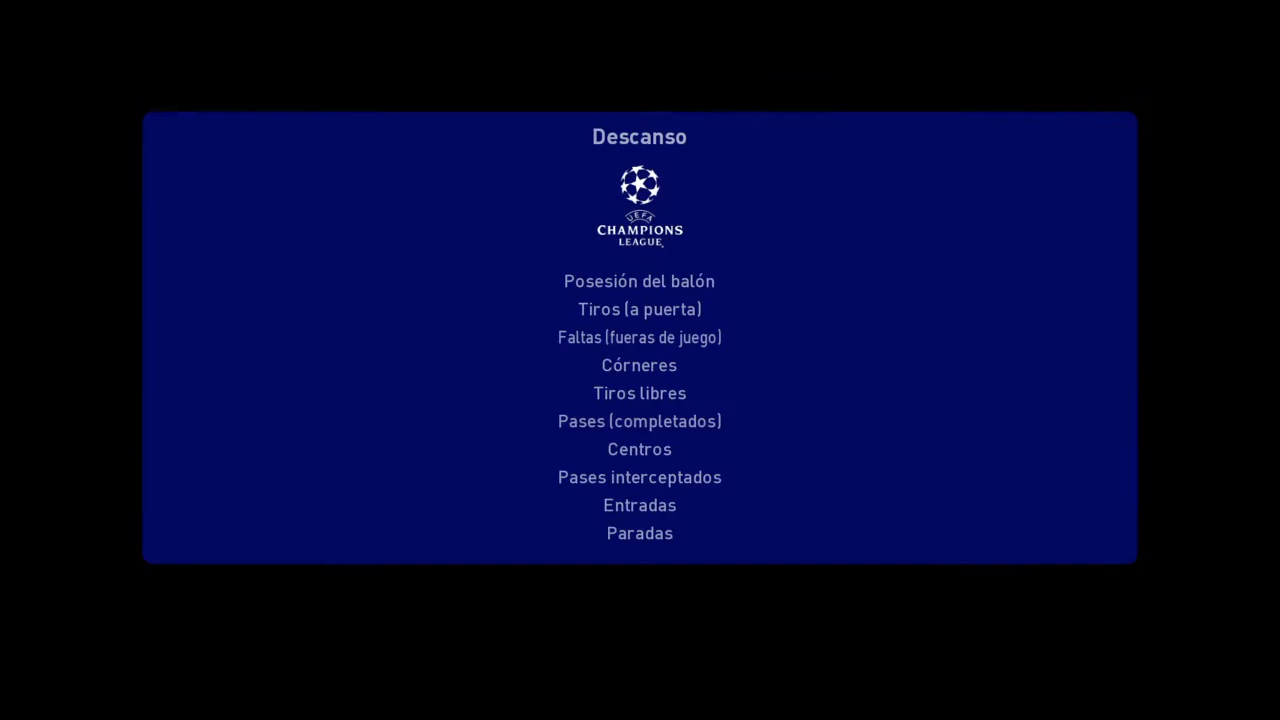 Descanso
UEFA
CHAMPIONS
LEAGUE
Posesión del balón
Tiros (a puerta)
Faltas (fueras de juego)
Córneres
Tiros libres
Pases (completados)
Centros
Pases interceptados
Entradas
Paradas